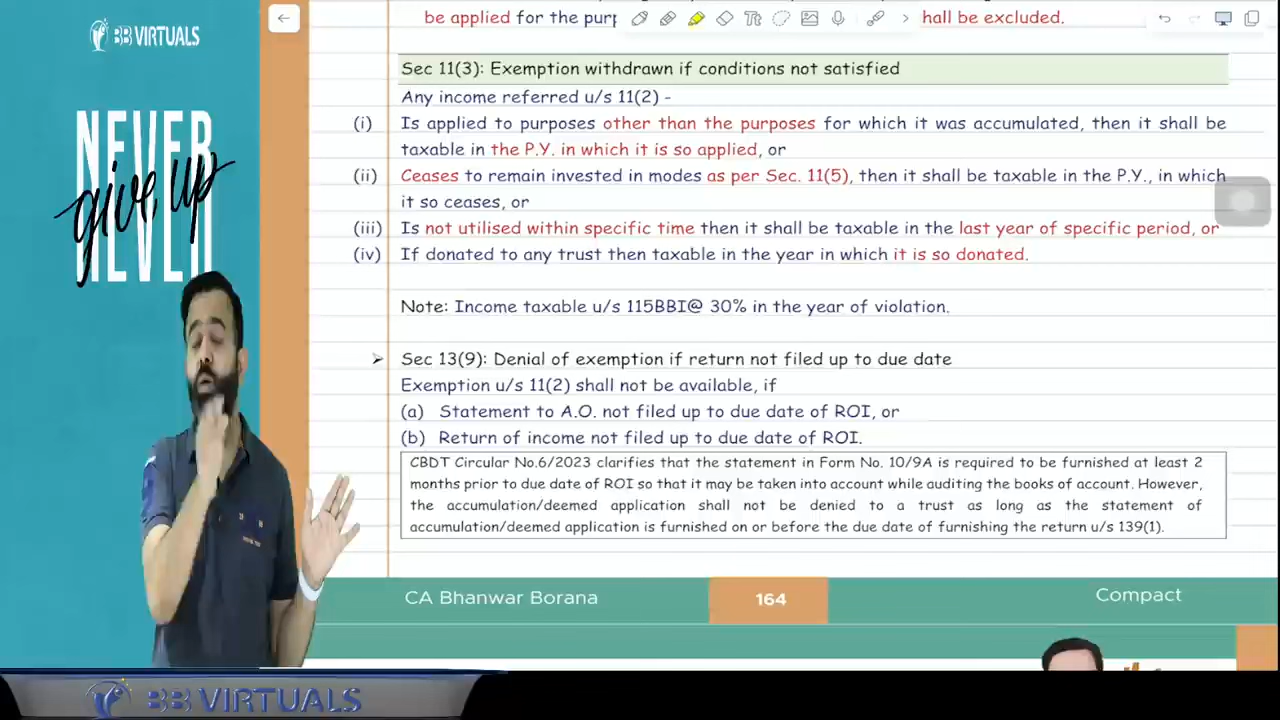 BB VIRTUALS
NEVER
give up
NEVER
be applied for the purp
hall be excluded.
Sec 11(3): Exemption withdrawn if conditions not satisfied
Any income referred u/s 11(2) -
(i) Is applied to purposes other than the purposes for which it was accumulated, then it shall be
taxable in the P.Y. in which it is so applied, or
(ii) Ceases to remain invested in modes as per Sec. 11(5), then it shall be taxable in the P.Y., in which
it so ceases, or
(iii) Is not utilised within specific time then it shall be taxable in the last year of specific period, or
(iv) If donated to any trust then taxable in the year in which it is so donated.
Note: Income taxable u/s 115BBI@ 30% in the year of violation.
➢ Sec 13(9): Denial of exemption if return not filed up to due date
Exemption u/s 11(2) shall not be available, if
(a) Statement to A.O. not filed up to due date of ROI, or
(b) Return of income not filed up to due date of ROI.
CBDT Circular No.6/2023 clarifies that the statement in Form No. 10/9A is required to be furnished at least 2
months prior to due date of ROI so that it may be taken into account while auditing the books of account. However,
the accumulation/deemed application shall not be denied to a trust as long as the statement of
accumulation/deemed application is furnished on or before the due date of furnishing the return u/s 139(1).
CA Bhanwar Borana 164 Compact
BB VIRTUALS